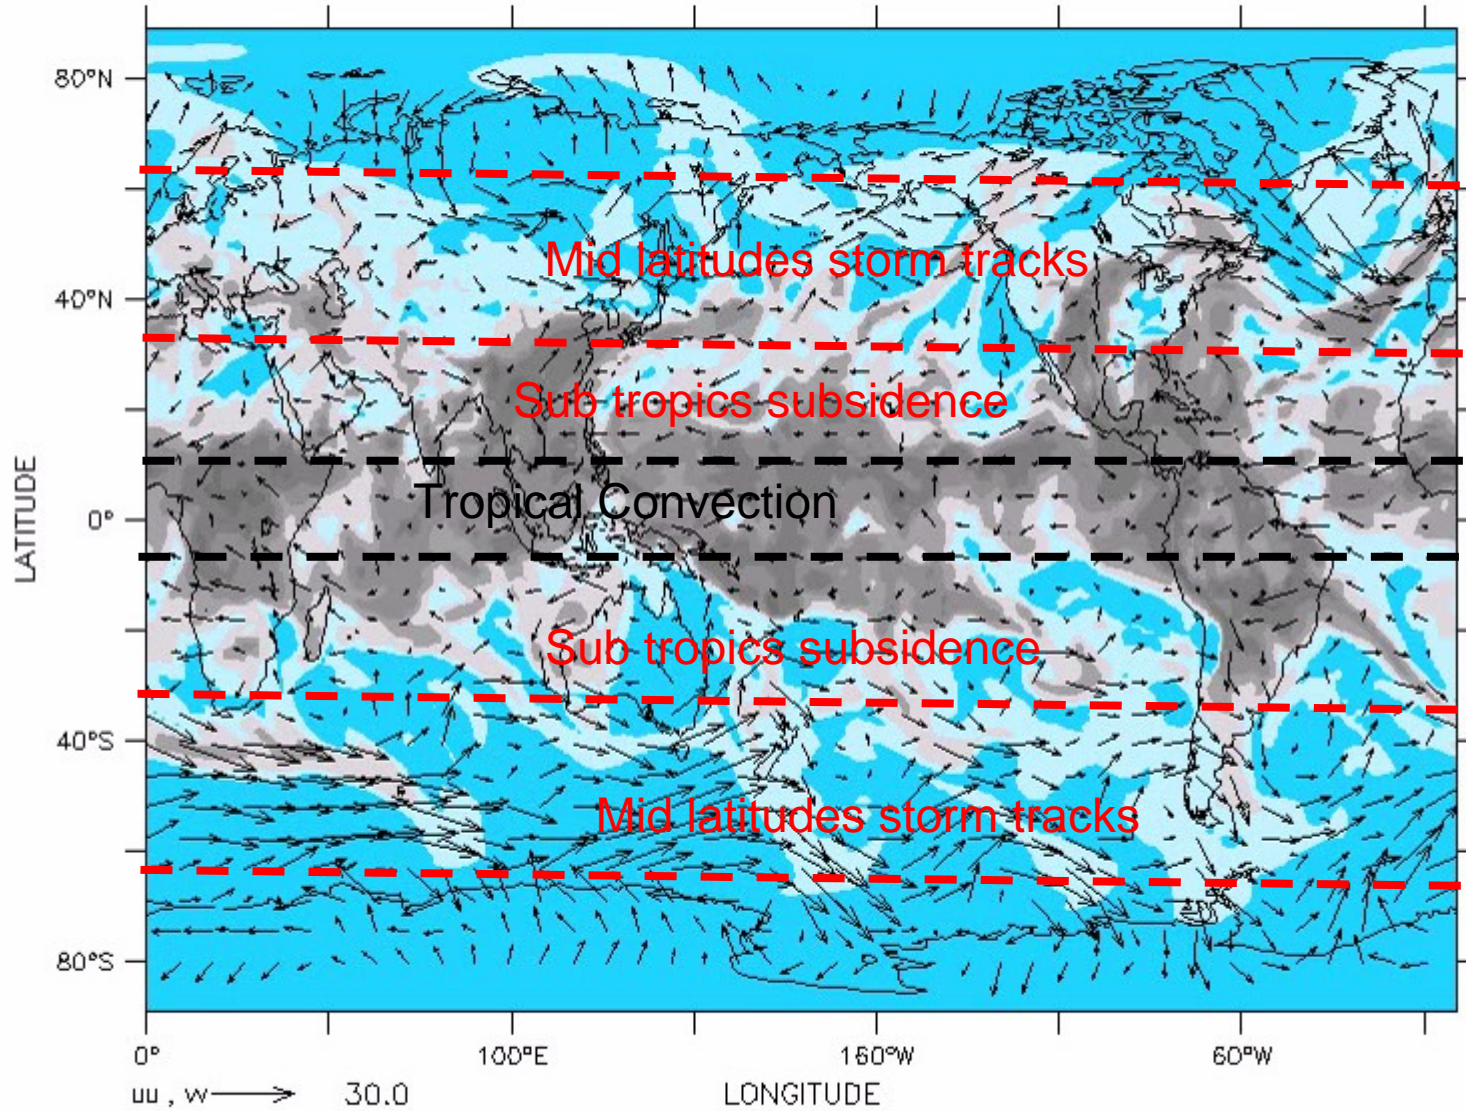 80°N
Mid latitudes storm tracks
40°N
Sub tropics subsidence
Tropical Convection
LATITUDE
0°
Sub tropics subsidence
40°S
Mid latitudes storm tracks
80°S
0° 100°E 160°W 60°W
uu , vv 30.0 LONGITUDE